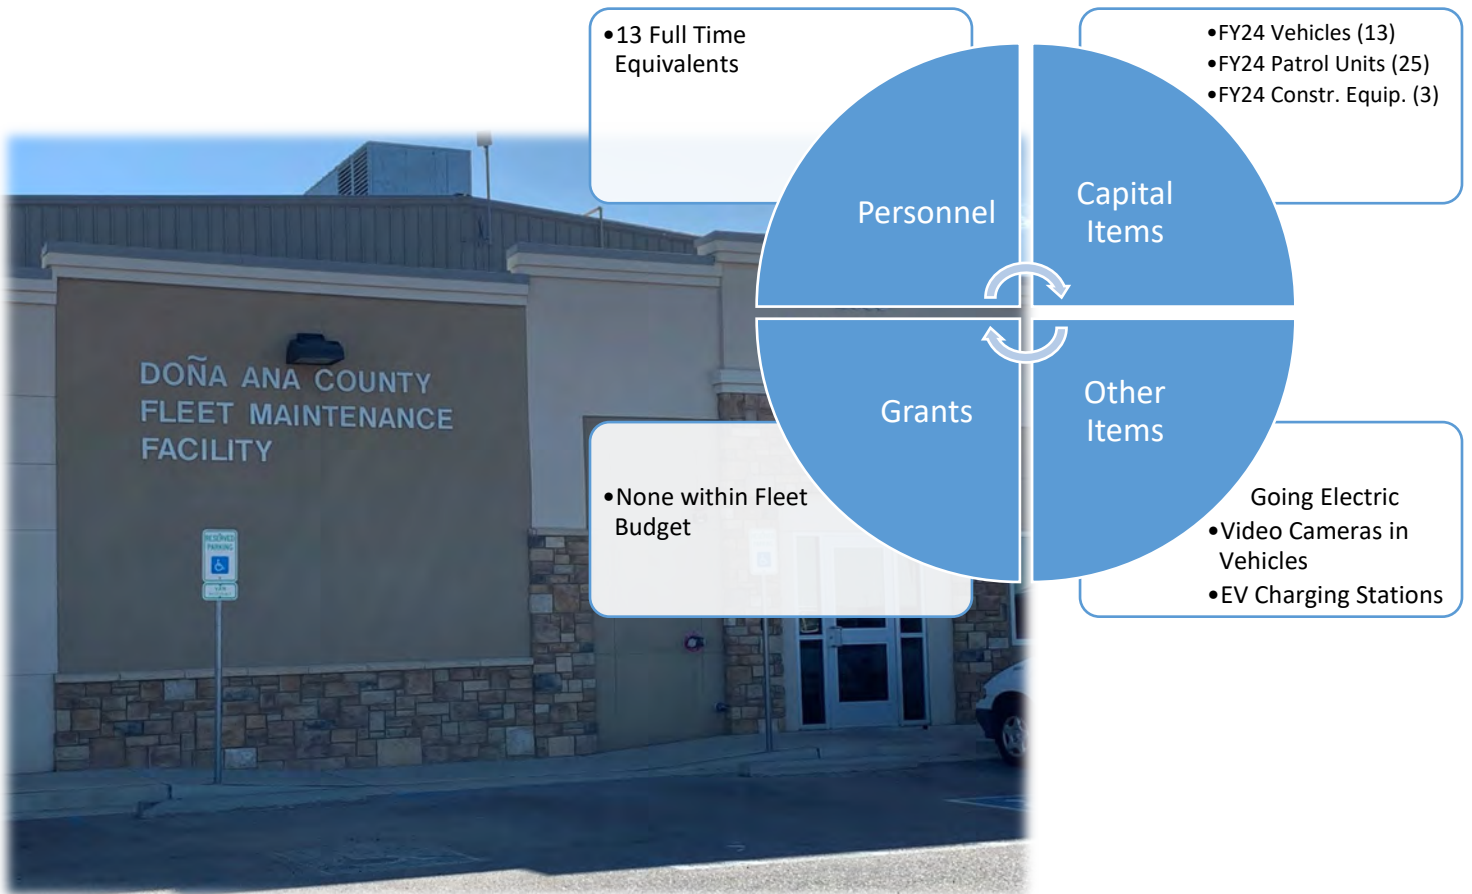 •13 Full Time
Equivalents
•FY24 Vehicles (13)
•FY24 Patrol Units (25)
•FY24 Constr. Equip. (3)
Personnel
Capital
Items
Grants
Other
Items
•None within Fleet
Budget
Going Electric
•Video Cameras in
Vehicles
•EV Charging Stations
DOÑA ANA COUNTY
FLEET MAINTENANCE
FACILITY
RESERVED
PARKING